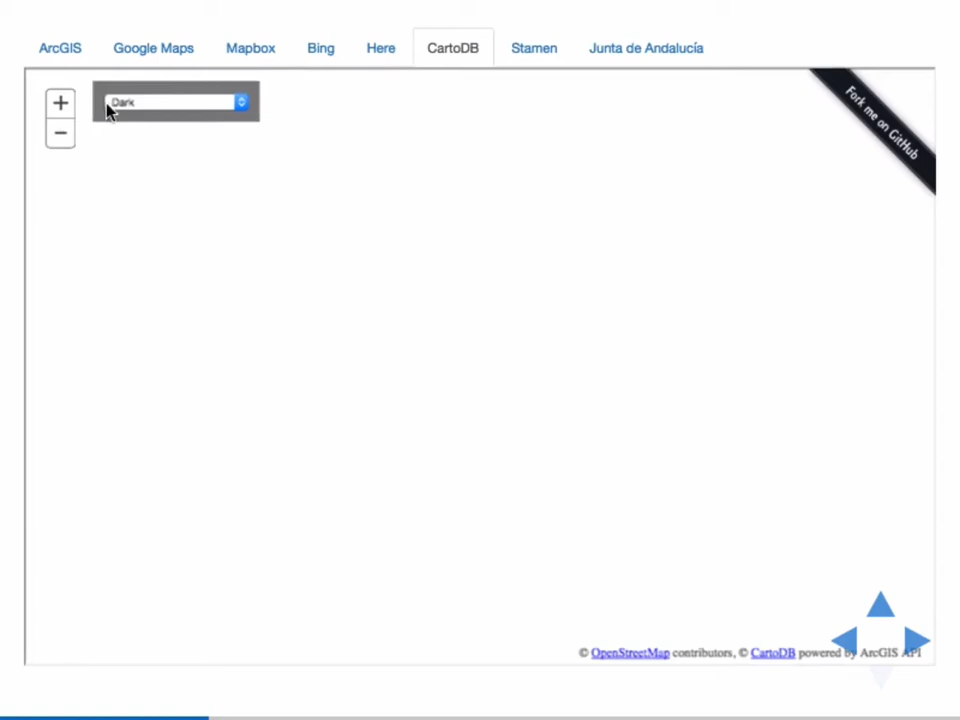 ArcGIS Google Maps Mapbox Bing Here CartoDB Stamen Junta de Andalucía
+
Dark
−
Fork me on GitHub
© OpenStreetMap contributors, © CartoDB powered by ArcGIS API